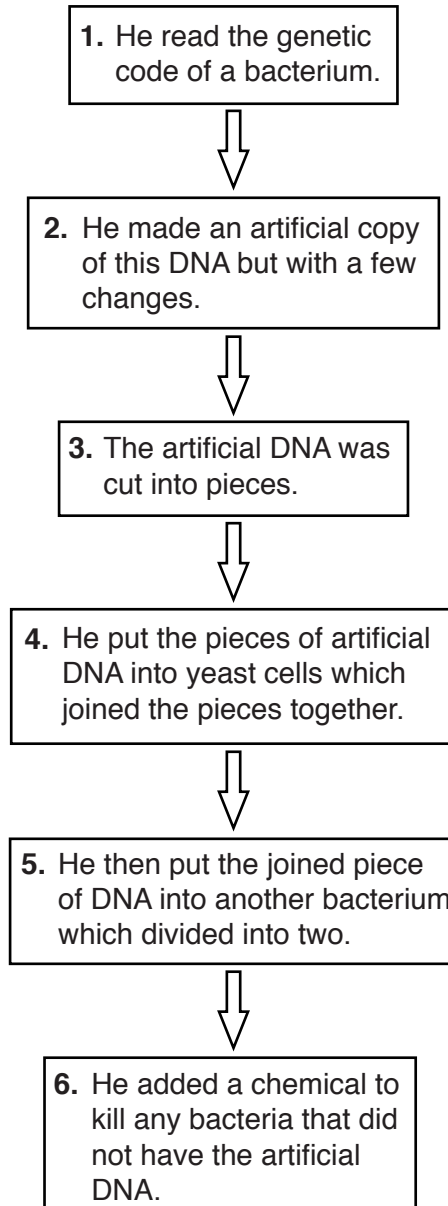 1. He read the genetic
code of a bacterium.
2. He made an artificial copy
of this DNA but with a few
changes.
3. The artificial DNA was
cut into pieces.
4. He put the pieces of artificial
DNA into yeast cells which
joined the pieces together.
5. He then put the joined piece
of DNA into another bacterium
which divided into two.
6. He added a chemical to
kill any bacteria that did
not have the artificial
DNA.